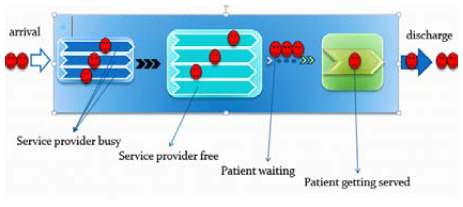 arrival
discharge
Service provider busy
Service provider free
Patient waiting
Patient getting served